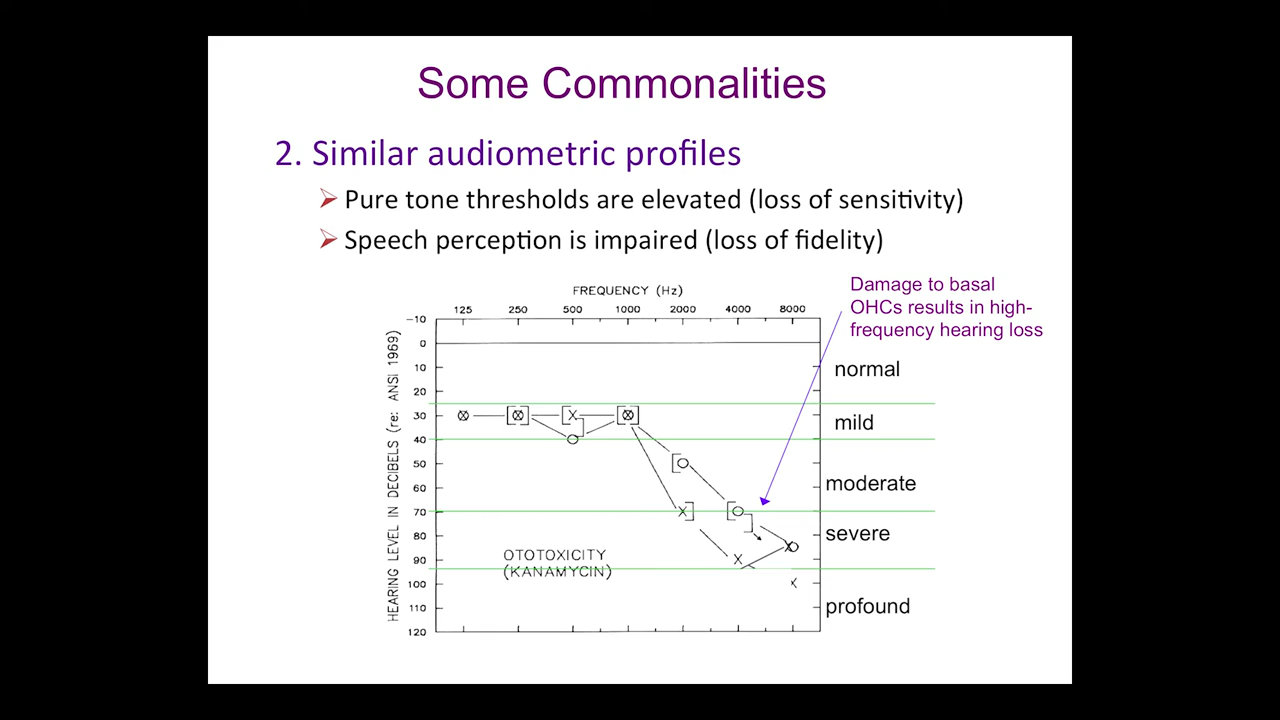 Some Commonalities
2. Similar audiometric profiles
➢ Pure tone thresholds are elevated (loss of sensitivity)
➢ Speech perception is impaired (loss of fidelity)
Damage to basal
OHCs results in high-
frequency hearing loss
FREQUENCY (Hz)
125 250 500 1000 2000 4000 8000
HEARING LEVEL IN DECIBELS (re: ANSI 1969)
-10
0
10
20
30
40
50
60
70
80
90
100
110
120
normal
mild
moderate
severe
profound
OTOTOXICITY
(KANAMYCIN)